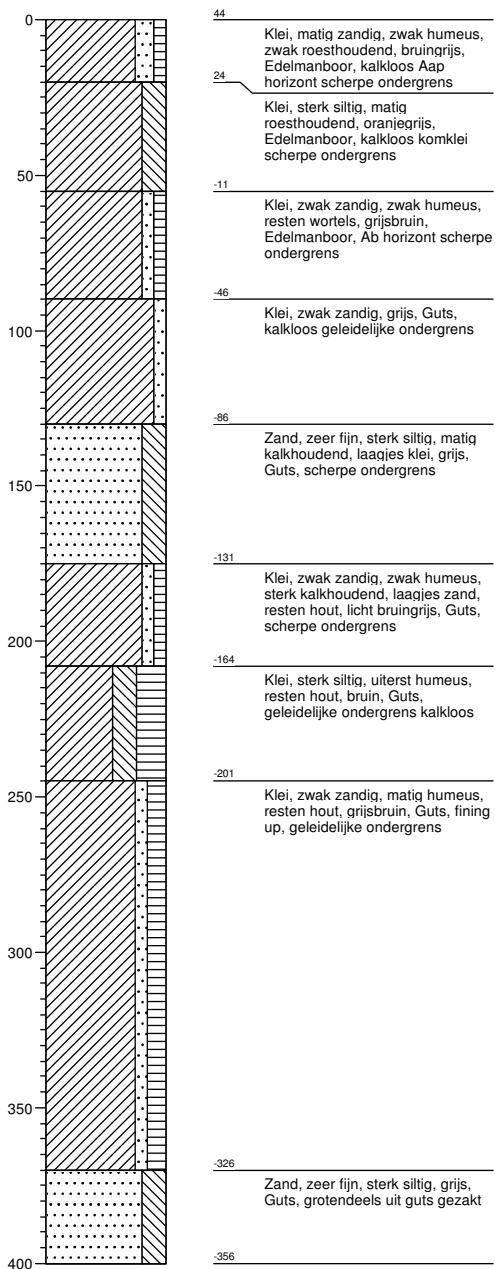 0
44
Klei, matig zandig, zwak humeus,
zwak roesthoudend, bruingrijs,
Edelmanboor, kalkloos Aap
horizont scherpe ondergrens
24
Klei, sterk siltig, matig
roesthoudend, oranjegrijs,
Edelmanboor, kalkloos komklei
scherpe ondergrens
50
-11
Klei, zwak zandig, zwak humeus,
resten wortels, grijsbruin,
Edelmanboor, Ab horizont scherpe
ondergrens
-46
Klei, zwak zandig, grijs, Guts,
kalkloos geleidelijke ondergrens
100
-86
Zand, zeer fijn, sterk siltig, matig
kalkhoudend, laagjes klei, grijs,
Guts, scherpe ondergrens
150
-131
Klei, zwak zandig, zwak humeus,
sterk kalkhoudend, laagjes zand,
resten hout, licht bruingrijs, Guts,
scherpe ondergrens
200
-164
Klei, sterk siltig, uiterst humeus,
resten hout, bruin, Guts,
geleidelijke ondergrens kalkloos
-201
Klei, zwak zandig, matig humeus,
resten hout, grijsbruin, Guts, fining
up, geleidelijke ondergrens
250
300
350
-326
Zand, zeer fijn, sterk siltig, grijs,
Guts, grotendeels uit guts gezakt
400
-356